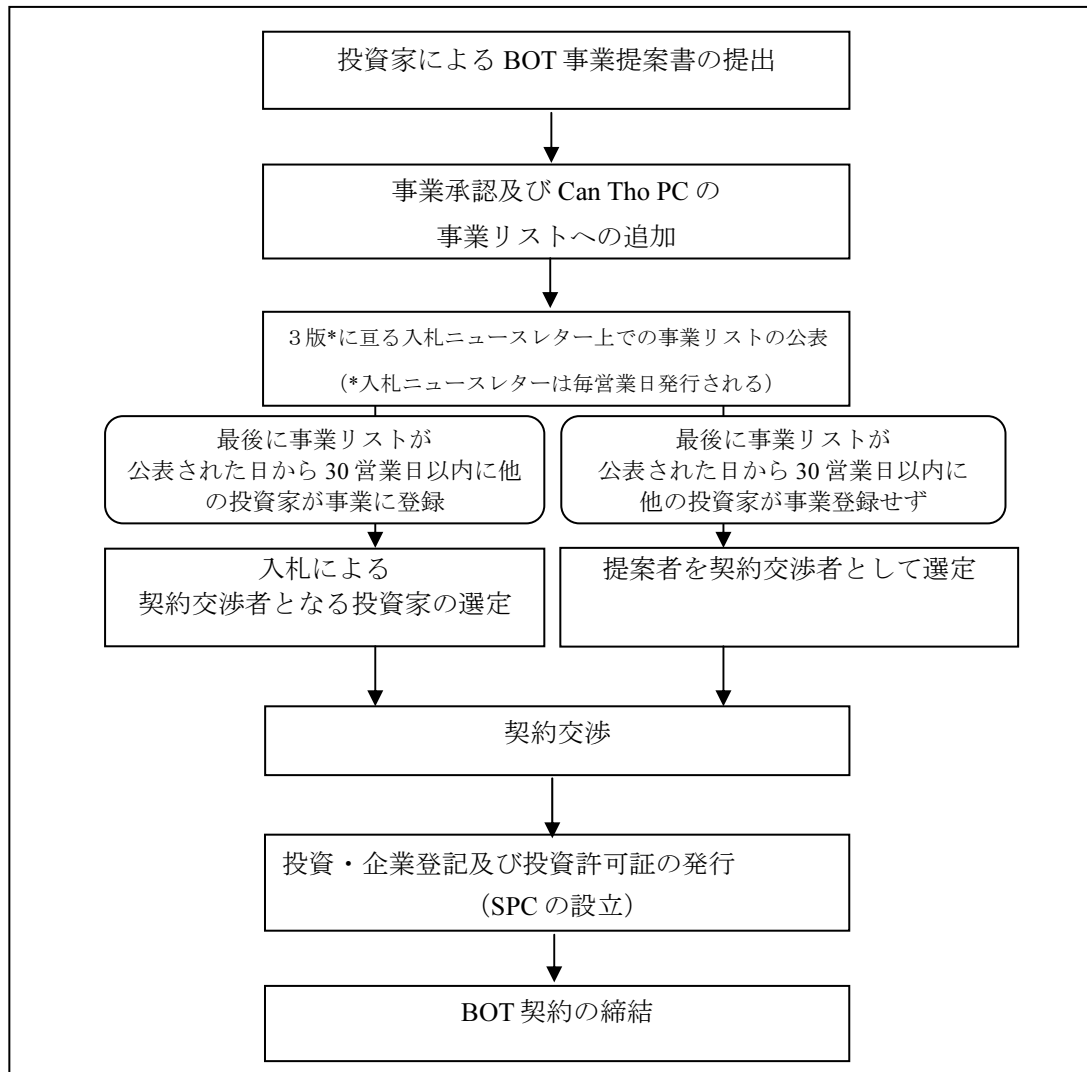 投資家による BOT 事業提案書の提出
事業承認及び Can Tho PC の
事業リストへの追加
３版*に亘る入札ニュースレター上での事業リストの公表
（*入札ニュースレターは毎営業日発行される）
最後に事業リストが
公表された日から 30 営業日以内に他
の投資家が事業に登録
最後に事業リストが
公表された日から 30 営業日以内に
他の投資家が事業登録せず
入札による
契約交渉者となる投資家の選定
提案者を契約交渉者として選定
契約交渉
投資・企業登記及び投資許可証の発行
（SPC の設立）
BOT 契約の締結